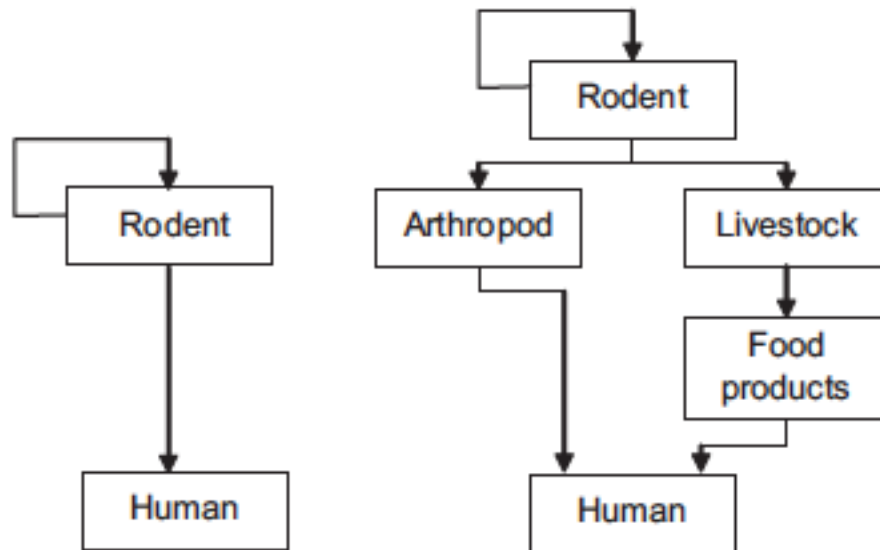 Rodent
Human
Rodent
Arthropod
Livestock
Food
products
Human